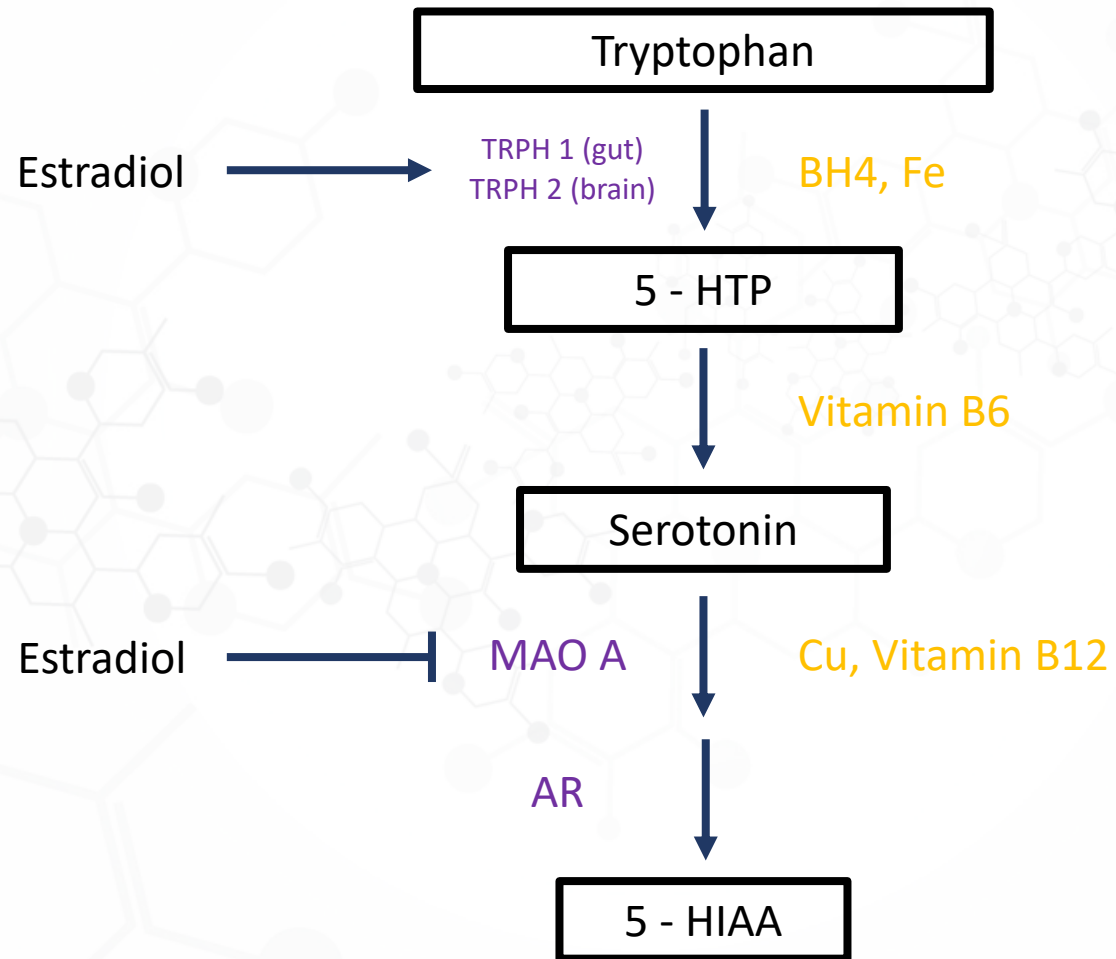 Tryptophan
Estradiol
TRPH 1 (gut)
TRPH 2 (brain)
BH4, Fe
5 - HTP
Vitamin B6
Serotonin
Estradiol
MAO A
Cu, Vitamin B12
AR
5 - HIAA